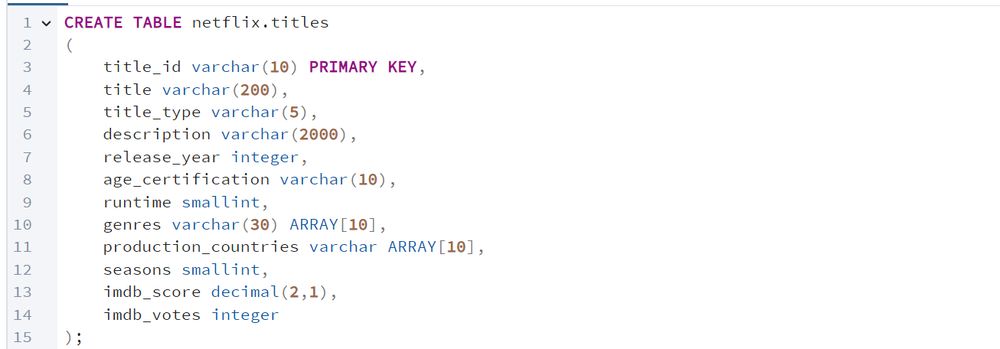 1 CREATE TABLE netflix.titles
2 (
3 title_id varchar(10) PRIMARY KEY,
4 title varchar(200),
5 title_type varchar(5),
6 description varchar(2000),
7 release_year integer,
8 age_certification varchar(10),
9 runtime smallint,
10 genres varchar(30) ARRAY[10],
11 production_countries varchar ARRAY[10],
12 seasons smallint,
13 imdb_score decimal(2,1),
14 imdb_votes integer
15 );